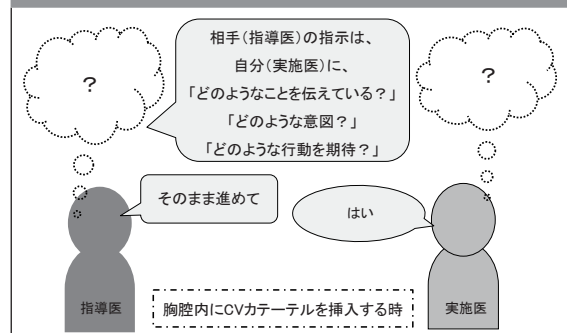 ?
相手(指導医)の指示は、
自分(実施医)に、
「どのようなことを伝えている?」
「どのような意図?」
「どのような行動を期待?」
?
そのまま進めて
はい
指導医
胸腔内にCVカテーテルを挿入する時
実施医